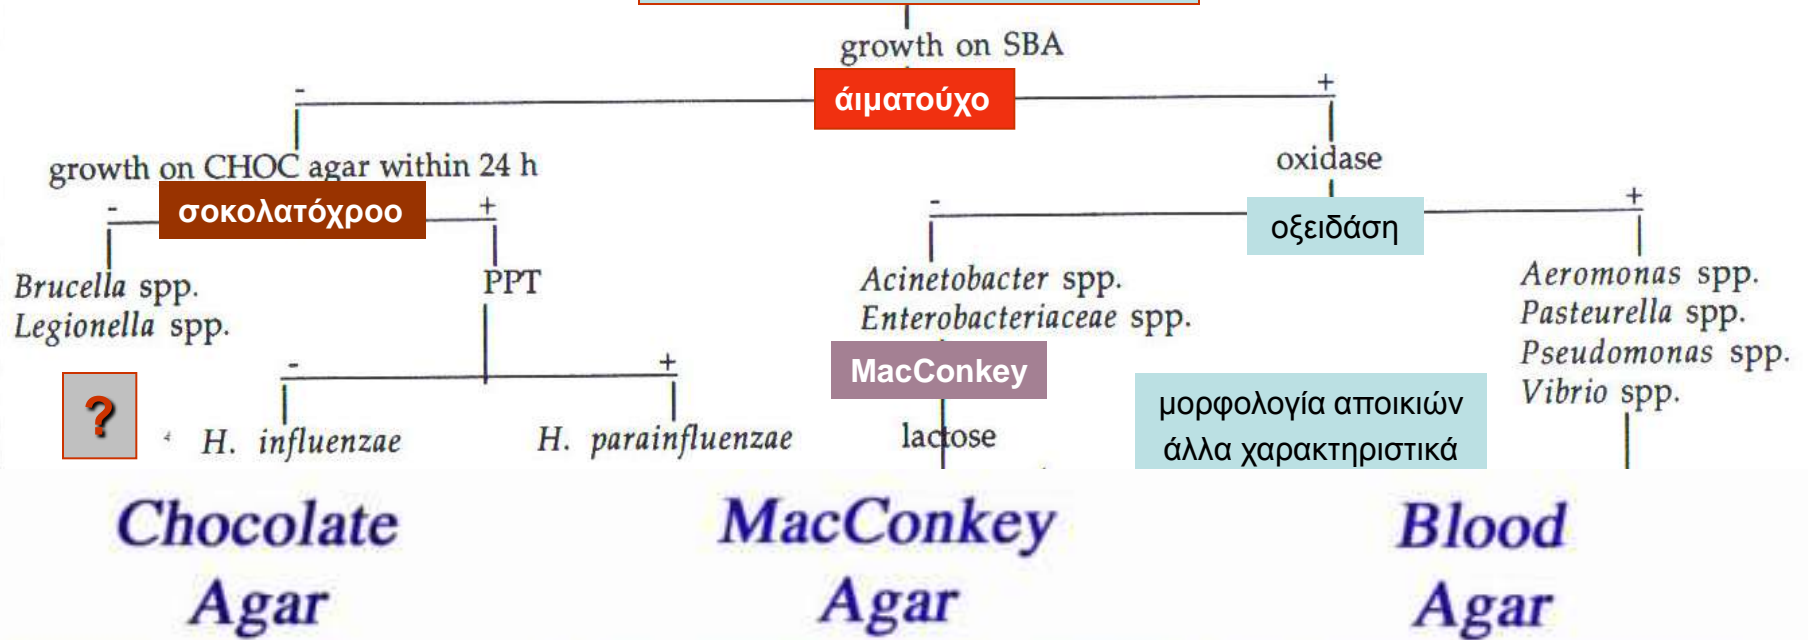 growth on SBA
- +
άιματούχο
growth on CHOC agar within 24 h
oxidase
- +
σοκολατόχροο
- +
οξειδάση
Brucella spp.
Legionella spp.
PPT
Acinetobacter spp.
Enterobacteriaceae spp.
Aeromonas spp.
Pasteurella spp.
Pseudomonas spp.
Vibrio spp.
- +
MacConkey
?
H. influenzae
H. parainfluenzae
lactose
μορφολογία αποικιών
άλλα χαρακτηριστικά
Chocolate
Agar
MacConkey
Agar
Blood
Agar